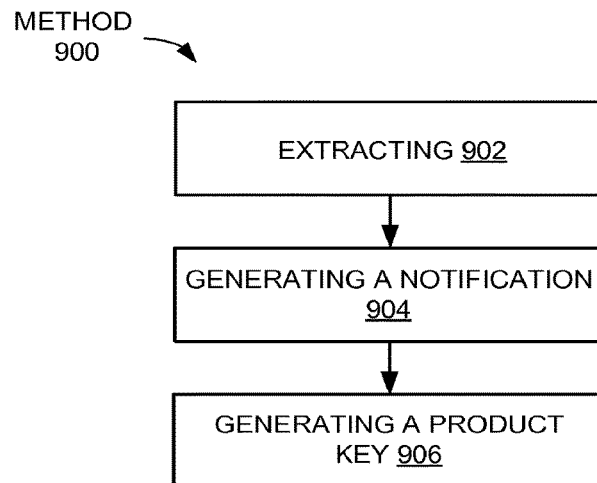 METHOD
900
EXTRACTING 902
GENERATING A NOTIFICATION
904
GENERATING A PRODUCT
KEY 906